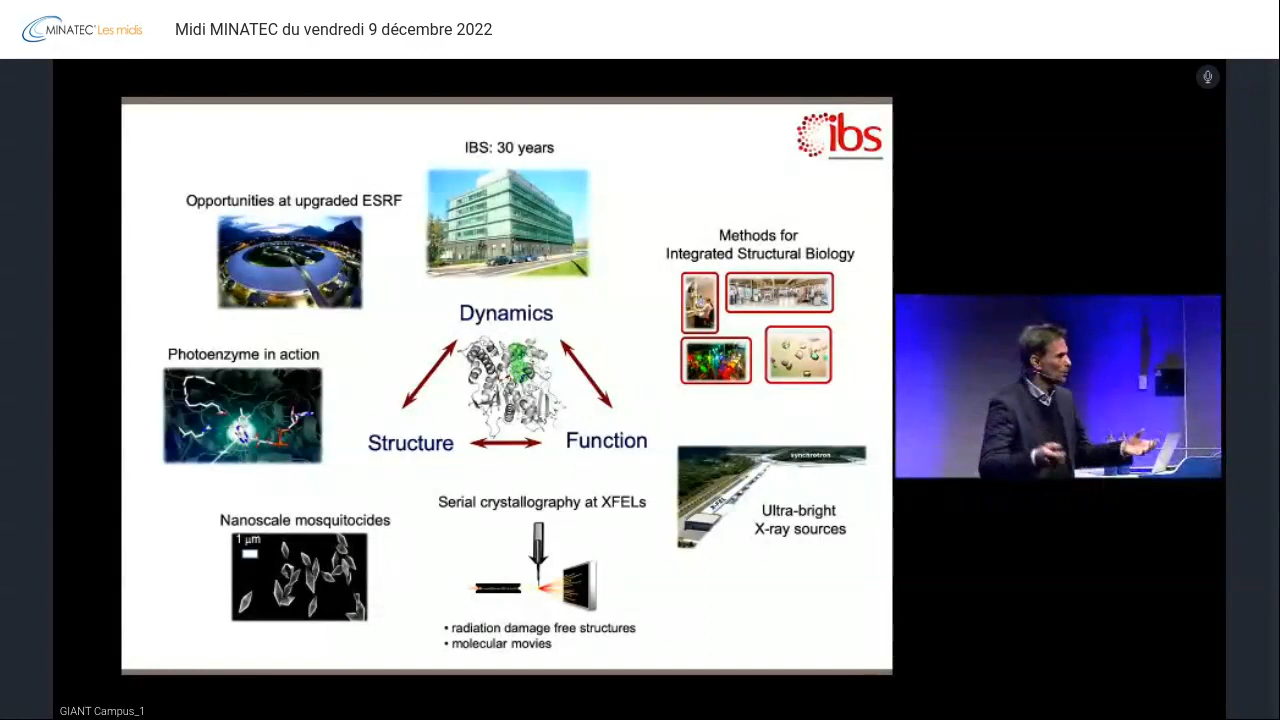 MINATEC Les midis
Midi MINATEC du vendredi 9 décembre 2022
ibs
IBS: 30 years
Opportunities at upgraded ESRF
Methods for
Integrated Structural Biology
Dynamics
Photoenzyme in action
Structure
Function
synchrotron
XFEL
Serial crystallography at XFELs
Ultra-bright
X-ray sources
Nanoscale mosquitocides
1 μm
• radiation damage free structures
• molecular movies
GIANT Campus_1